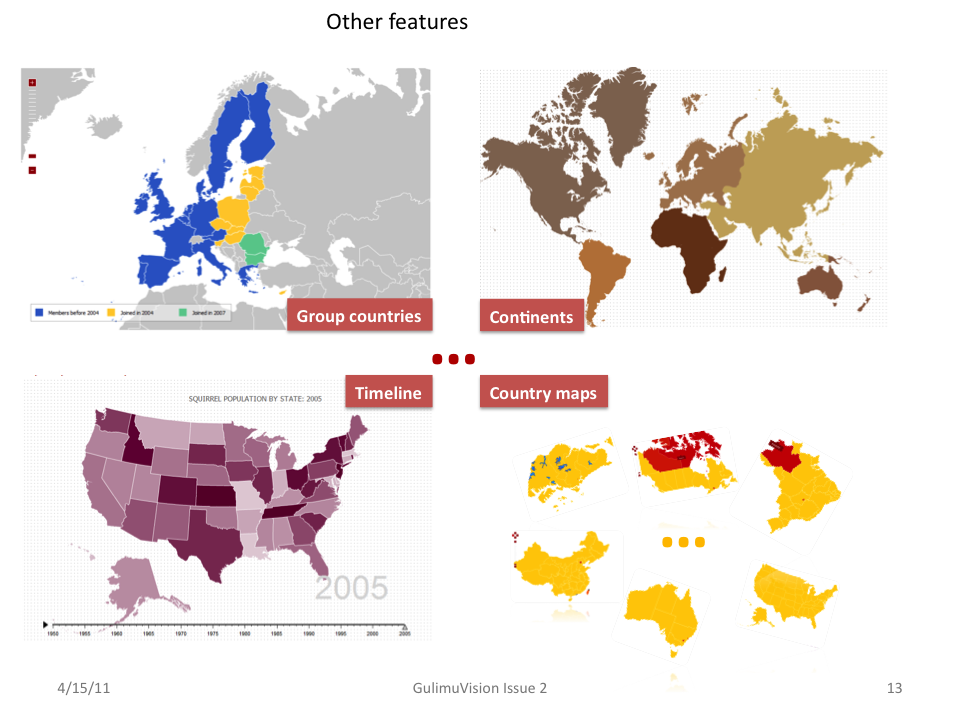 Other features
Members before 2004 Joined in 2004 Joined in 2007
Group countries
Continents
...
Timeline
Country maps
SQUIRREL POPULATION BY STATE: 2005
...
2005
1950 1955 1960 1965 1970 1975 1980 1985 1990 1995 2000 2005
4/15/11 GulimuVision Issue 2 13